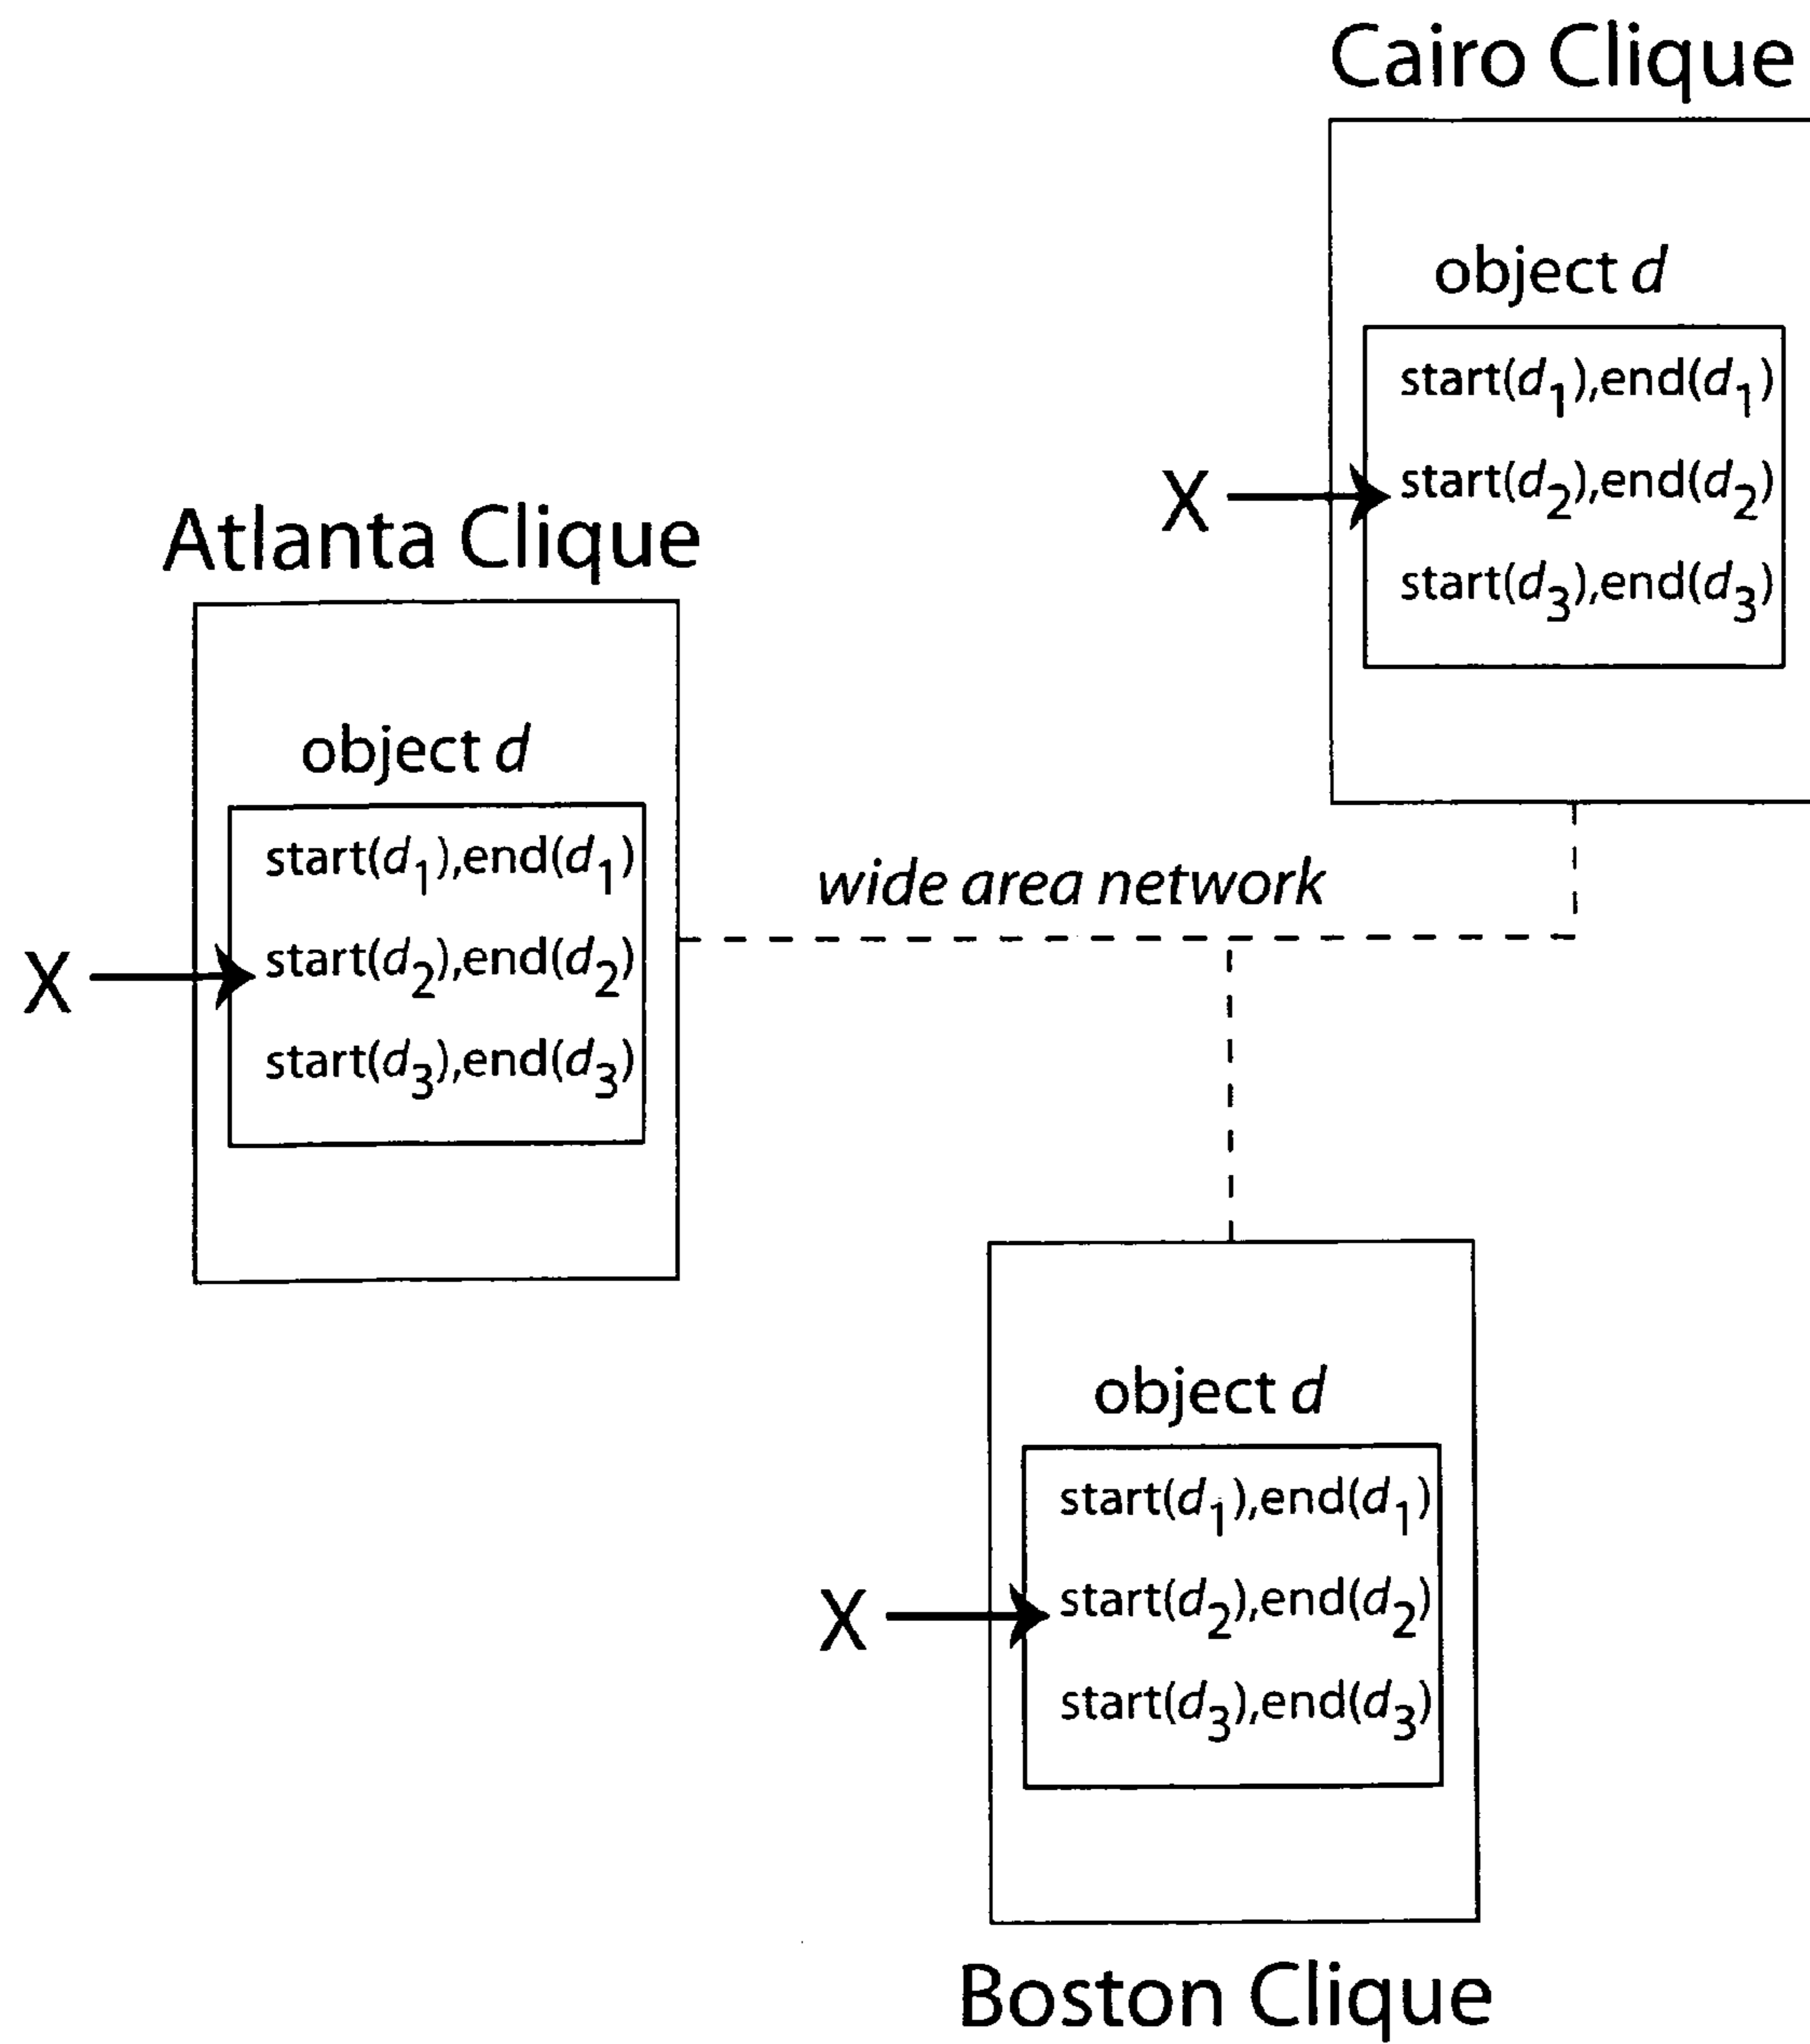 Cairo Clique
object d
start(d1),end(d1)
X
start(d2),end(d2)
start(d3),end(d3)
Atlanta Clique
object d
start(d1),end(d1)
X
start(d2),end(d2)
start(d3),end(d3)
wide area network
object d
start(d1),end(d1)
X
start(d2),end(d2)
start(d3),end(d3)
Boston Clique